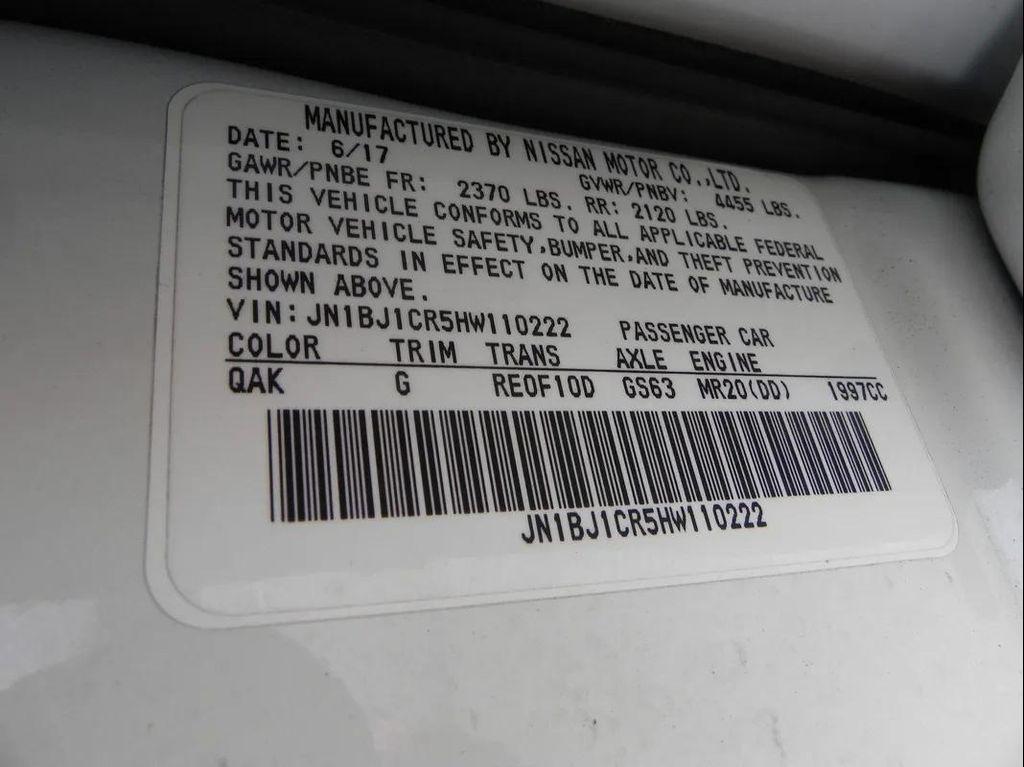 MANUFACTURED BY NISSAN MOTOR CO.,LTD.
DATE: 6/17 GVWR/PNBV: 4455 LBS.
GAWR/PNBE FR: 2370 LBS. RR: 2120 LBS.
THIS VEHICLE CONFORMS TO ALL APPLICABLE FEDERAL
MOTOR VEHICLE SAFETY,BUMPER,AND THEFT PREVENTION
STANDARDS IN EFFECT ON THE DATE OF MANUFACTURE
SHOWN ABOVE.
VIN:JN1BJ1CR5HW110222 PASSENGER CAR
COLOR TRIM TRANS AXLE ENGINE
QAK G RE0F10D GS63 MR20(DD) 1997CC
JN1BJ1CR5HW110222